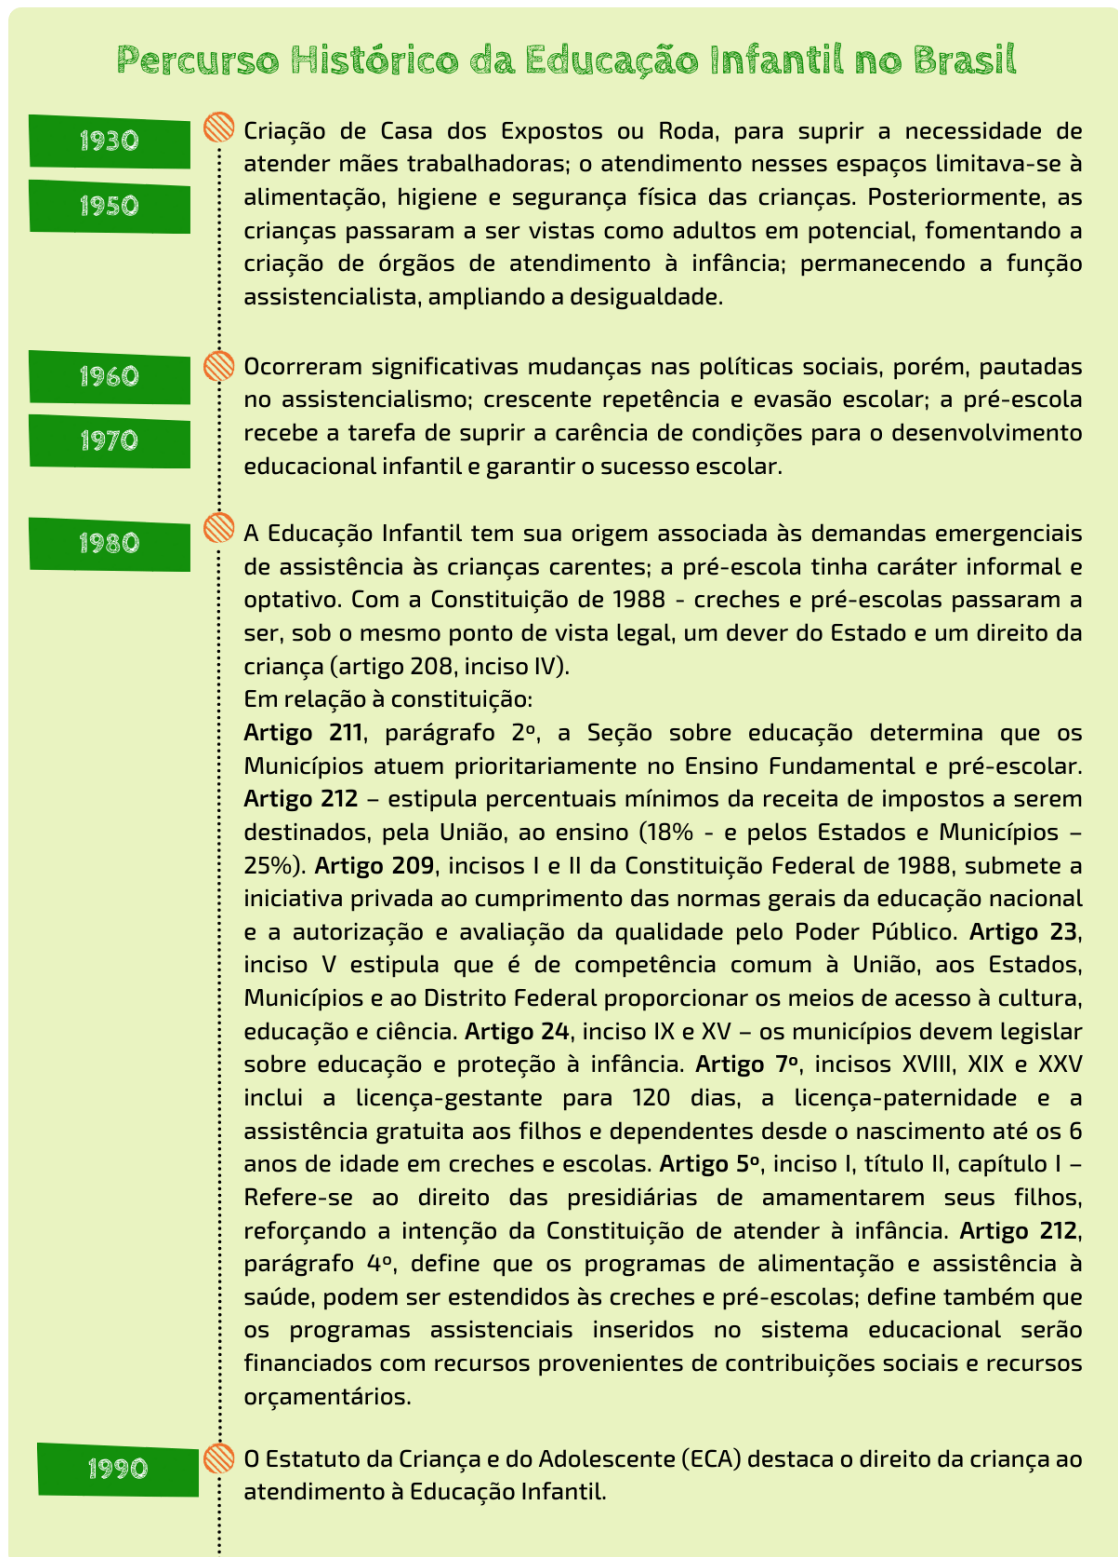 Percurso Histórico da Educação Infantil no Brasil
1930
1950
Criação de Casa dos Expostos ou Roda, para suprir a necessidade de
atender mães trabalhadoras; o atendimento nesses espaços limitava-se à
alimentação, higiene e segurança física das crianças. Posteriormente, as
crianças passaram a ser vistas como adultos em potencial, fomentando a
criação de órgãos de atendimento à infância; permanecendo a função
assistencialista, ampliando a desigualdade.
1960
1970
Ocorreram significativas mudanças nas políticas sociais, porém, pautadas
no assistencialismo; crescente repetência e evasão escolar; a pré-escola
recebe a tarefa de suprir a carência de condições para o desenvolvimento
educacional infantil e garantir o sucesso escolar.
1980
A Educação Infantil tem sua origem associada às demandas emergenciais
de assistência às crianças carentes; a pré-escola tinha caráter informal e
optativo. Com a Constituição de 1988 - creches e pré-escolas passaram a
ser, sob o mesmo ponto de vista legal, um dever do Estado e um direito da
criança (artigo 208, inciso IV).
Em relação à constituição:
Artigo 211, parágrafo 2º, a Seção sobre educação determina que os
Municípios atuem prioritariamente no Ensino Fundamental e pré-escolar.
Artigo 212 – estipula percentuais mínimos da receita de impostos a serem
destinados, pela União, ao ensino (18% - e pelos Estados e Municípios –
25%). Artigo 209, incisos I e II da Constituição Federal de 1988, submete a
iniciativa privada ao cumprimento das normas gerais da educação nacional
e a autorização e avaliação da qualidade pelo Poder Público. Artigo 23,
inciso V estipula que é de competência comum à União, aos Estados,
Municípios e ao Distrito Federal proporcionar os meios de acesso à cultura,
educação e ciência. Artigo 24, inciso IX e XV – os municípios devem legislar
sobre educação e proteção à infância. Artigo 7º, incisos XVIII, XIX e XXV
inclui a licença-gestante para 120 dias, a licença-paternidade e a
assistência gratuita aos filhos e dependentes desde o nascimento até os 6
anos de idade em creches e escolas. Artigo 5º, inciso I, título II, capítulo I –
Refere-se ao direito das presidiárias de amamentarem seus filhos,
reforçando a intenção da Constituição de atender à infância. Artigo 212,
parágrafo 4º, define que os programas de alimentação e assistência à
saúde, podem ser estendidos às creches e pré-escolas; define também que
os programas assistenciais inseridos no sistema educacional serão
financiados com recursos provenientes de contribuições sociais e recursos
orçamentários.
1990
O Estatuto da Criança e do Adolescente (ECA) destaca o direito da criança ao
atendimento à Educação Infantil.